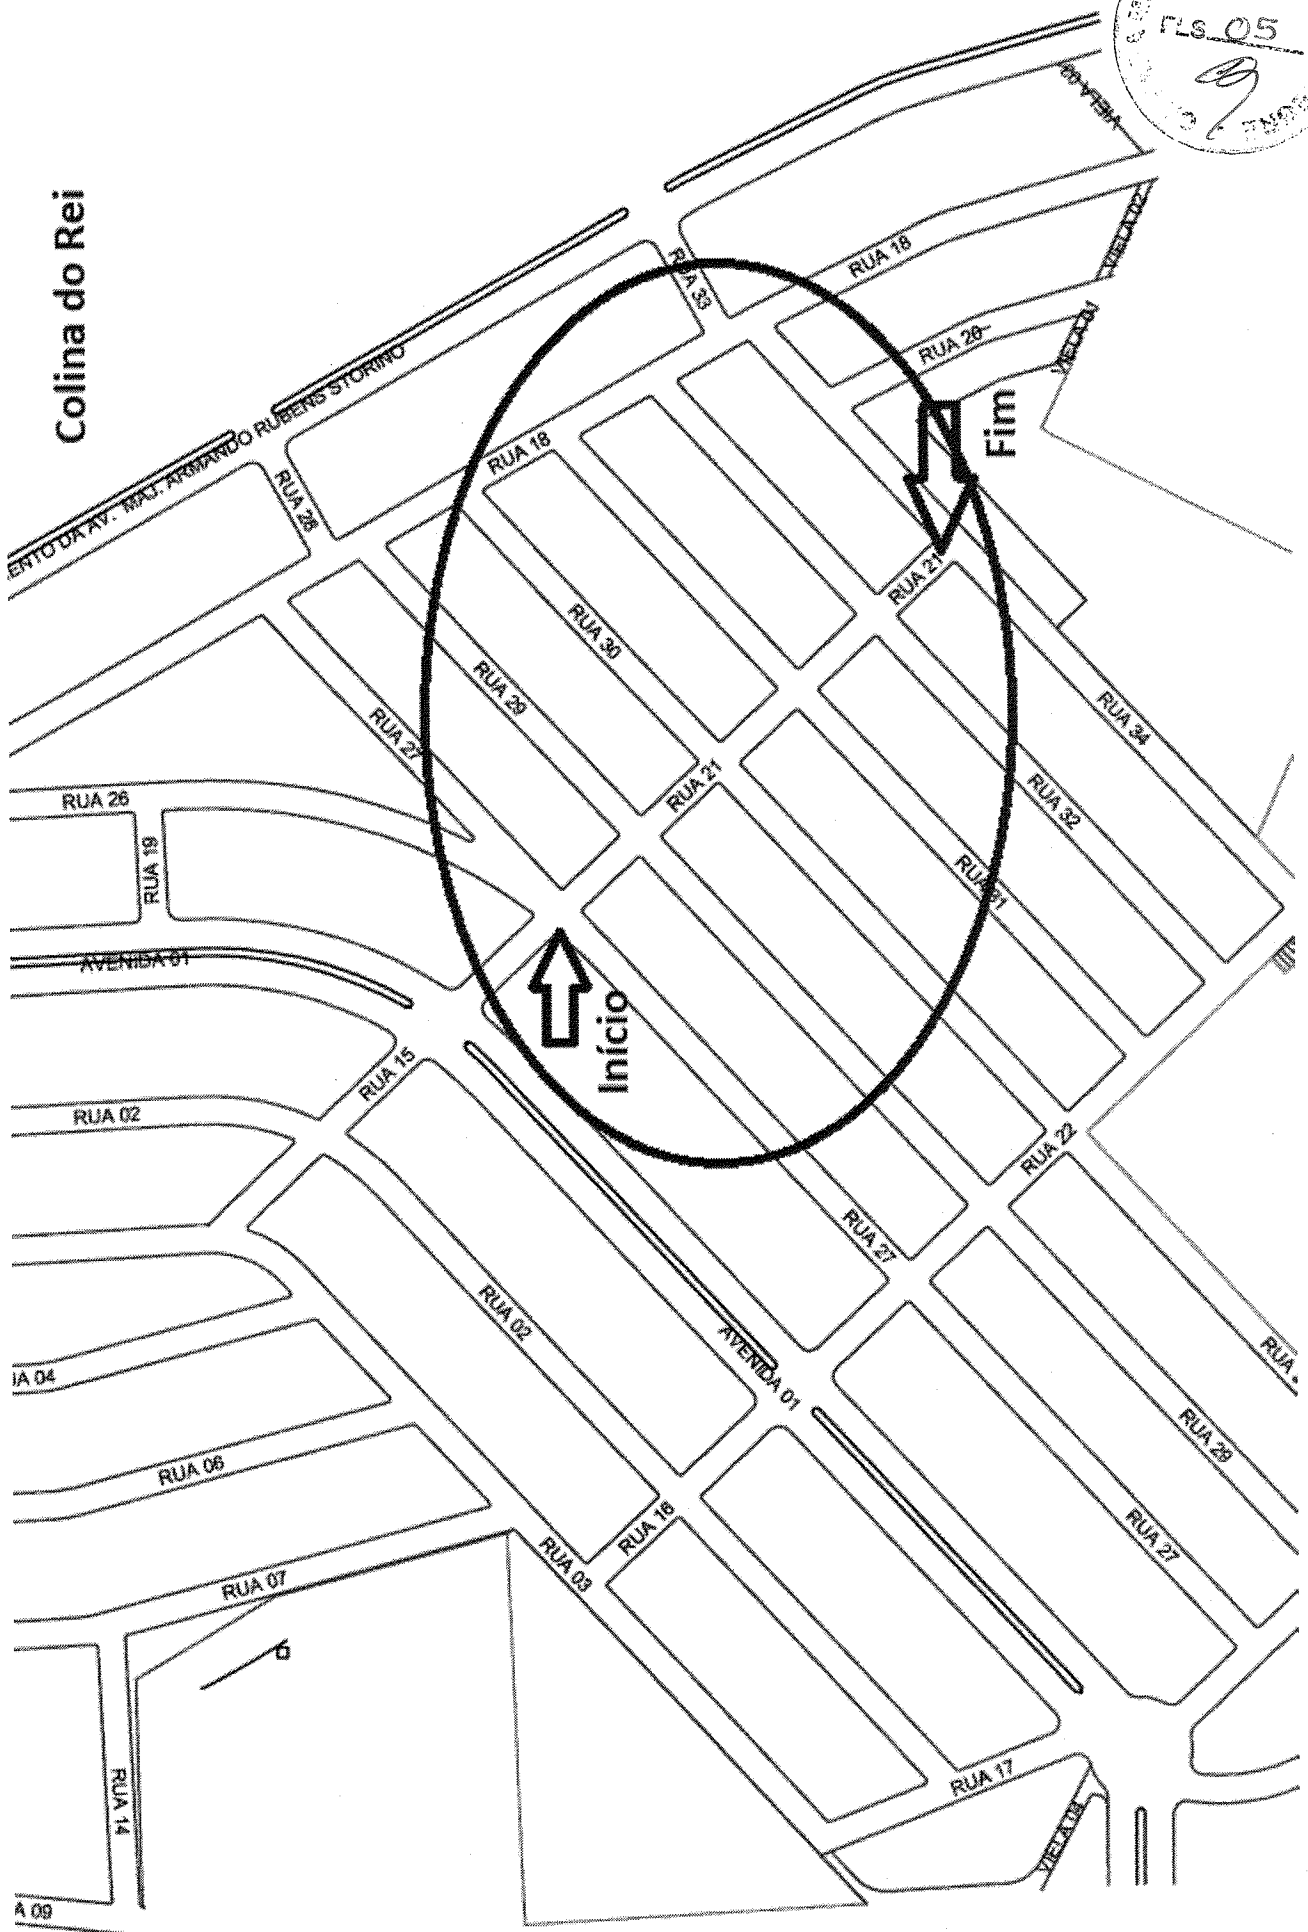 FLS 05
VIELA 03
Colina do Rei
ENTO DA AV. MAJ. ARMANDO RUBENS STORINO
RUA 33
RUA 18
VIELA 02
RUA 20
VIELA 01
RUA 28
RUA 18
Fim
RUA 21
RUA 30
RUA 29
RUA 27
RUA 21
RUA 34
RUA 26
RUA 19
RUA 32
RUA 31
AVENIDA 01
Início
RUA 15
RUA 02
RUA 22
RUA 27
RUA 02
AVENIDA 01
RUA
UA 04
RUA 06
RUA 29
RUA 16
RUA 27
RUA 03
RUA 07
RUA 14
RUA 17
A 09